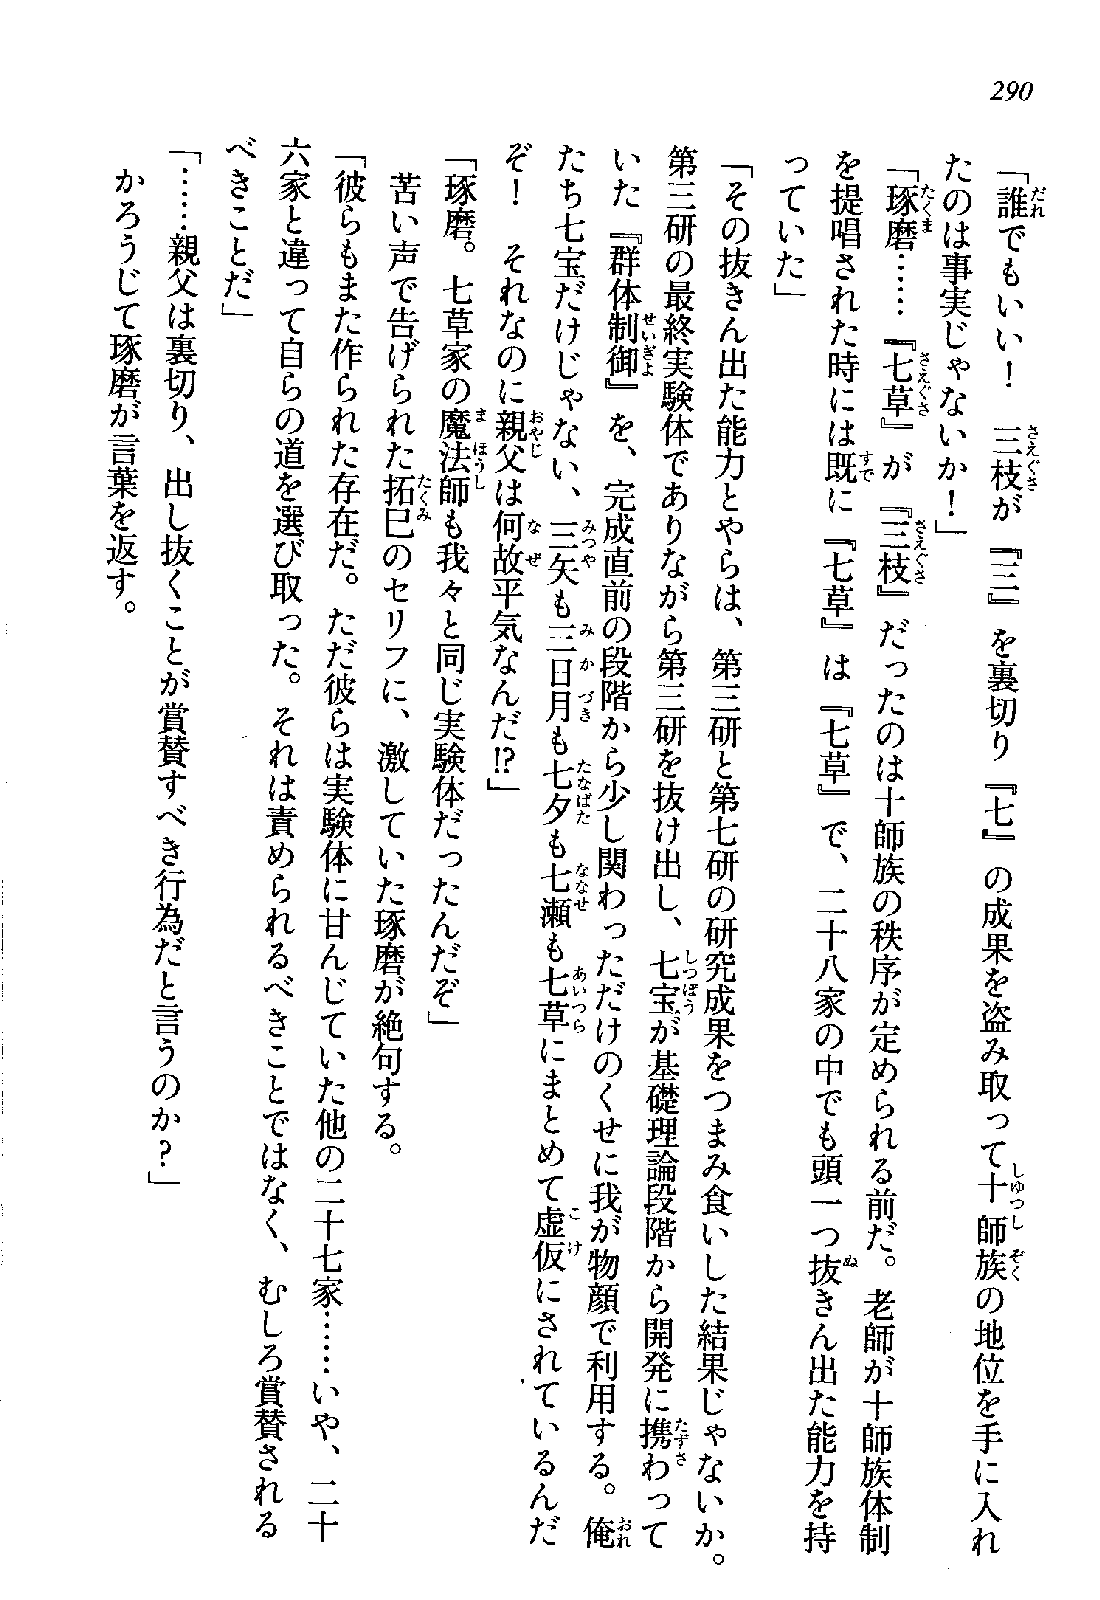 290
「誰でもいい！　三枝が『三』を裏切り『七』の成果を盗み取って十師族の地位を手に入れ
たのは事実じゃないか！」
「琢磨……『七草』が『三枝』だったのは十師族の秩序が定められる前だ。老師が十師族体制
を提唱された時には既に『七草』は『七草』で、二十八家の中でも頭一つ抜きん出た能力を持
っていた」
「その抜きん出た能力とやらは、第三研と第七研の研究成果をつまみ食いした結果じゃないか。
第三研の最終実験体でありながら第三研を抜け出し、七宝が基礎理論段階から開発に携わって
いた『群体制御』を、完成直前の段階から少し関わっただけのくせに我が物顔で利用する。俺
たち七宝だけじゃない、三矢も三日月も七夕も七瀬も七草にまとめて虚仮にされているんだ
ぞ！　それなのに親父は何故平気なんだ!?」
「琢磨。七草家の魔法師も我々と同じ実験体だったんだぞ」
苦い声で告げられた拓巳のセリフに、激していた琢磨が絶句する。
「彼らもまた作られた存在だ。ただ彼らは実験体に甘んじていた他の二十七家……いや、二十
六家と違って自らの道を選び取った。それは責められるべきことではなく、むしろ賞賛される
べきことだ」
「……親父は裏切り、出し抜くことが賞賛すべき行為だと言うのか？」
かろうじて琢磨が言葉を返す。